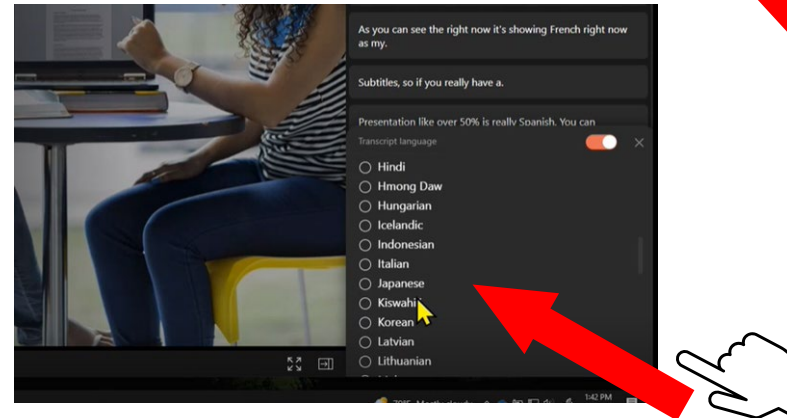 As you can see the right now it's showing French right now
as my.
Subtitles, so if you really have a.
Presentation like over 50% is really Spanish. You can
Transcript language
Hindi
Hmong Daw
Hungarian
Icelandic
Indonesian
Italian
Japanese
Korean
Latvian
Lithuanian
1:42 PM